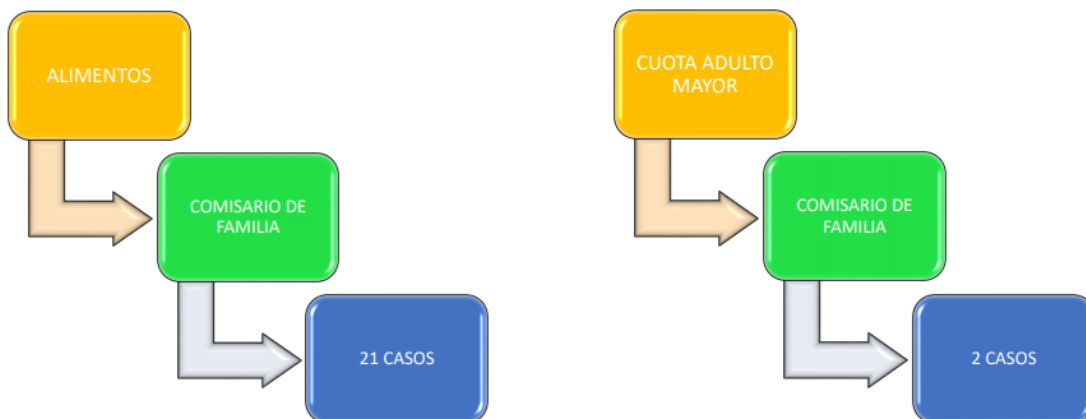 ALIMENTOS
COMISARIO DE
FAMILIA
21 CASOS
CUOTA ADULTO
MAYOR
COMISARIO DE
FAMILIA
2 CASOS